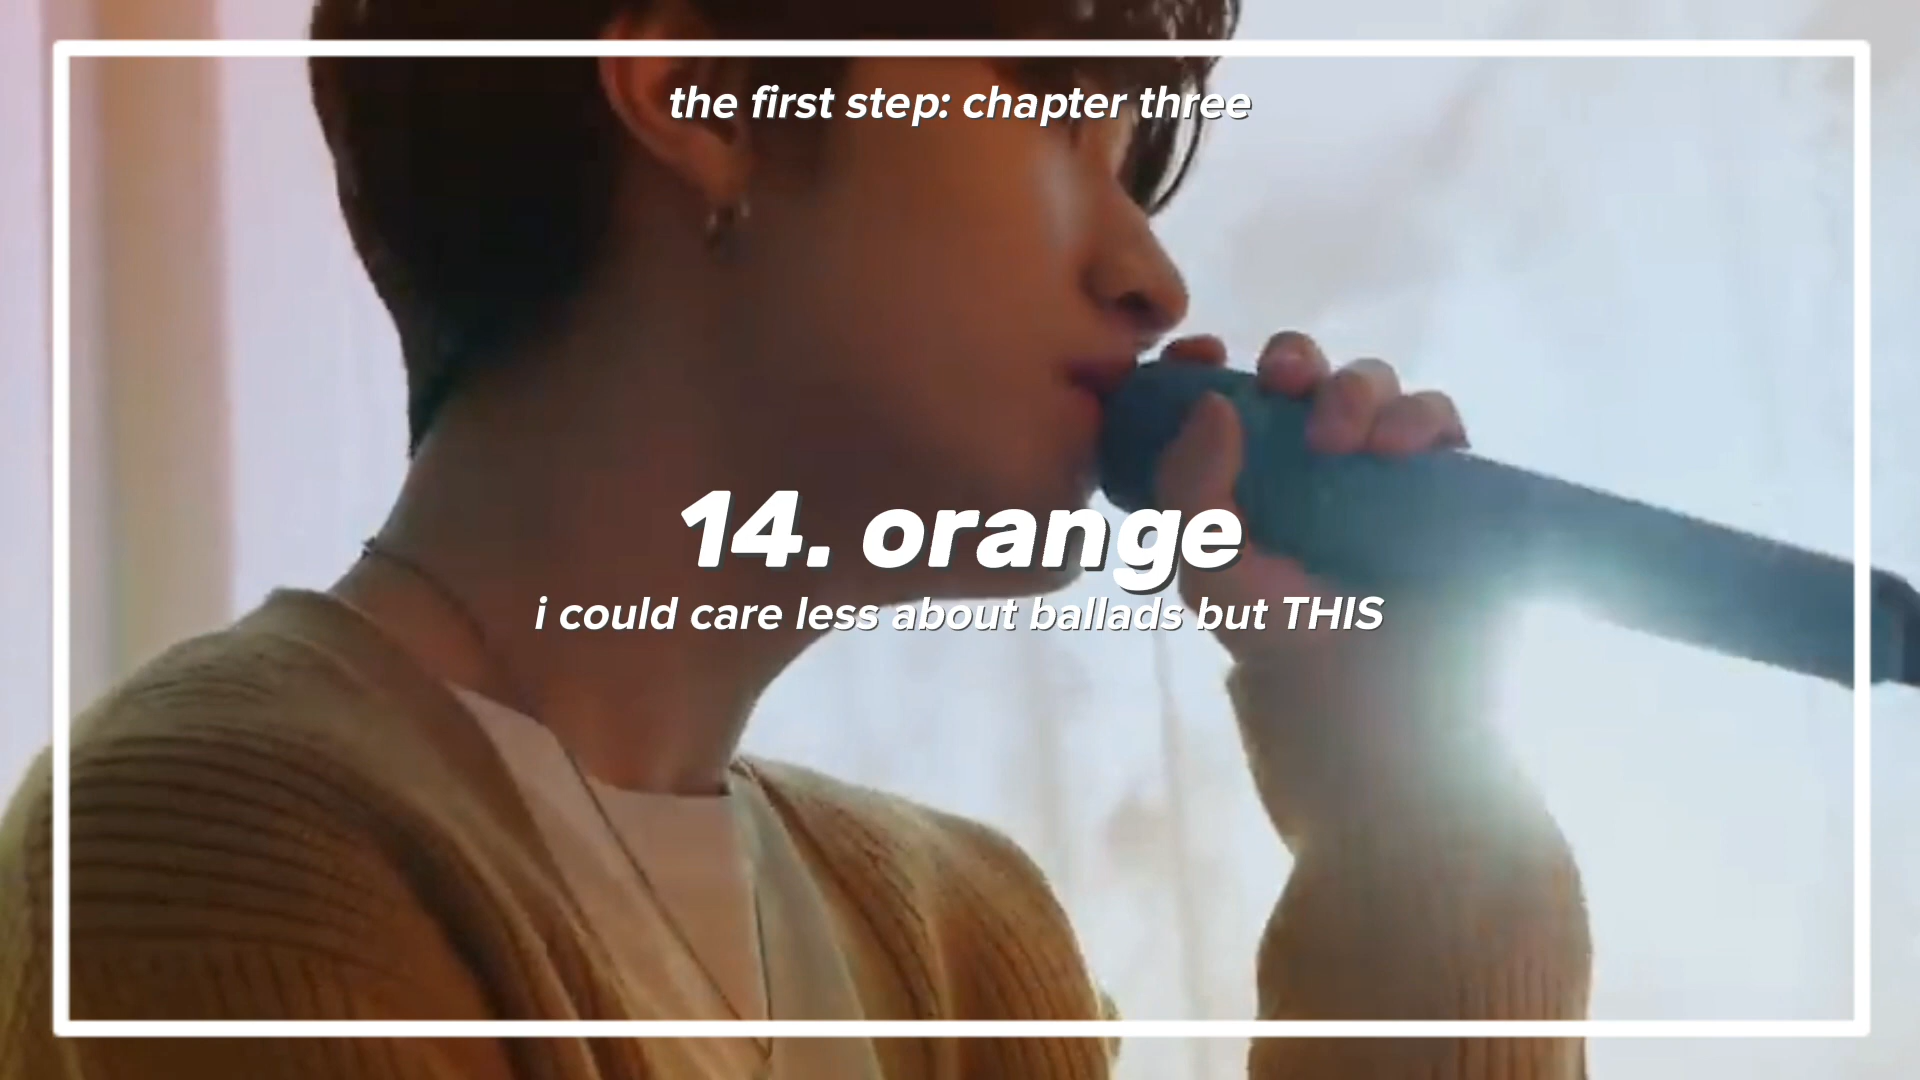 the first step: chapter three
14. orange
i could care less about ballads but THIS